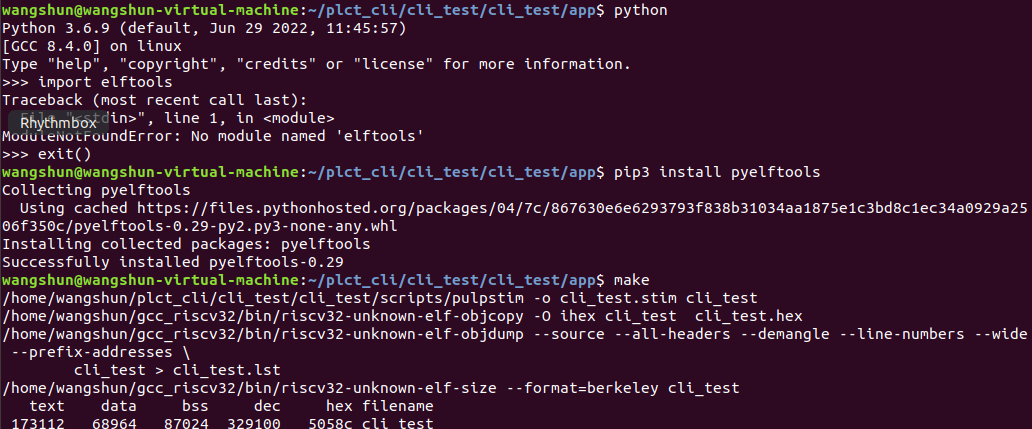 wangshun@wangshun-virtual-machine:~/plct_cli/cli_test/cli_test/app$ python
Python 3.6.9 (default, Jun 29 2022, 11:45:57)
[GCC 8.4.0] on linux
Type "help", "copyright", "credits" or "license" for more information.
>>> import elftools
Traceback (most recent call last):
  File "<stdin>", line 1, in <module>
Rhythmbox
ModuleNotFoundError: No module named 'elftools'
>>> exit()
wangshun@wangshun-virtual-machine:~/plct_cli/cli_test/cli_test/app$ pip3 install pyelftools
Collecting pyelftools
  Using cached https://files.pythonhosted.org/packages/04/7c/867630e6e6293793f838b31034aa1875e1c3bd8c1ec34a0929a25
06f350c/pyelftools-0.29-py2.py3-none-any.whl
Installing collected packages: pyelftools
Successfully installed pyelftools-0.29
wangshun@wangshun-virtual-machine:~/plct_cli/cli_test/cli_test/app$ make
/home/wangshun/plct_cli/cli_test/cli_test/scripts/pulpstim -o cli_test.stim cli_test
/home/wangshun/gcc_riscv32/bin/riscv32-unknown-elf-objcopy -O ihex cli_test  cli_test.hex
/home/wangshun/gcc_riscv32/bin/riscv32-unknown-elf-objdump --source --all-headers --demangle --line-numbers --wide
 --prefix-addresses \
        cli_test > cli_test.lst
/home/wangshun/gcc_riscv32/bin/riscv32-unknown-elf-size --format=berkeley cli_test
   text    data     bss     dec     hex filename
 173112   68964   87024  329100   5058c cli_test